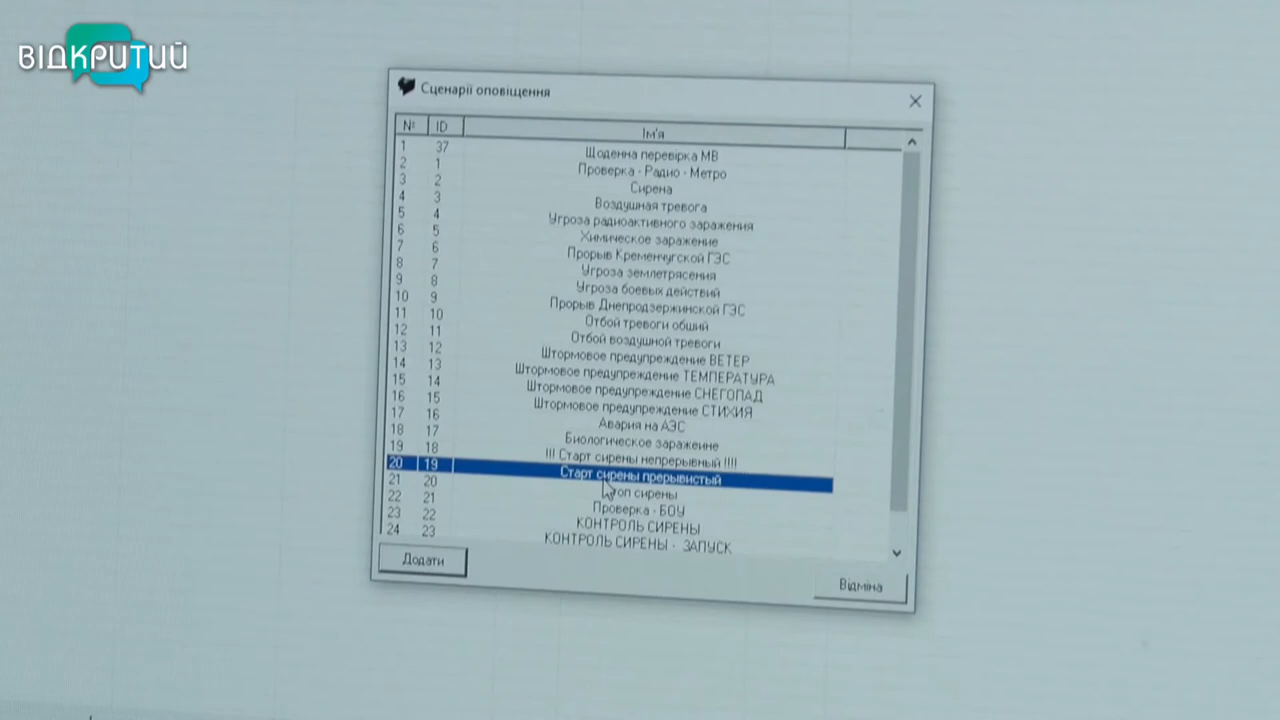 ВІДКРИТИЙ
Сценарії оповіщення
№ ID Ім'я
1 37 Щоденна перевірка МВ
2 1 Проверка - Радио - Метро
3 2 Сирена
4 3 Воздушная тревога
5 4 Угроза радиоактивного заражения
6 5 Химическое заражение
7 6 Прорыв Кременчугской ГЭС
8 7 Угроза землетрясения
9 8 Угроза боевых действий
10 9 Прорыв Днепродзержинской ГЭС
11 10 Отбой тревоги обший
12 11 Отбой воздушной тревоги
13 12 Штормовое предупреждение ВЕТЕР
14 13 Штормовое предупреждение ТЕМПЕРАТУРА
15 14 Штормовое предупреждение СНЕГОПАД
16 15 Штормовое предупреждение СТИХИЯ
17 16 Авария на АЗС
18 17 Биологическое заражеине
19 18 !!! Старт сирены непрерывный !!!!
20 19 Старт сирены прерывистый
21 20 топ сирены
22 21 Проверка - БОУ
23 22 КОНТРОЛЬ СИРЕНЫ
24 23 КОНТРОЛЬ СИРЕНЫ - ЗАПУСК
Додати
Відміна